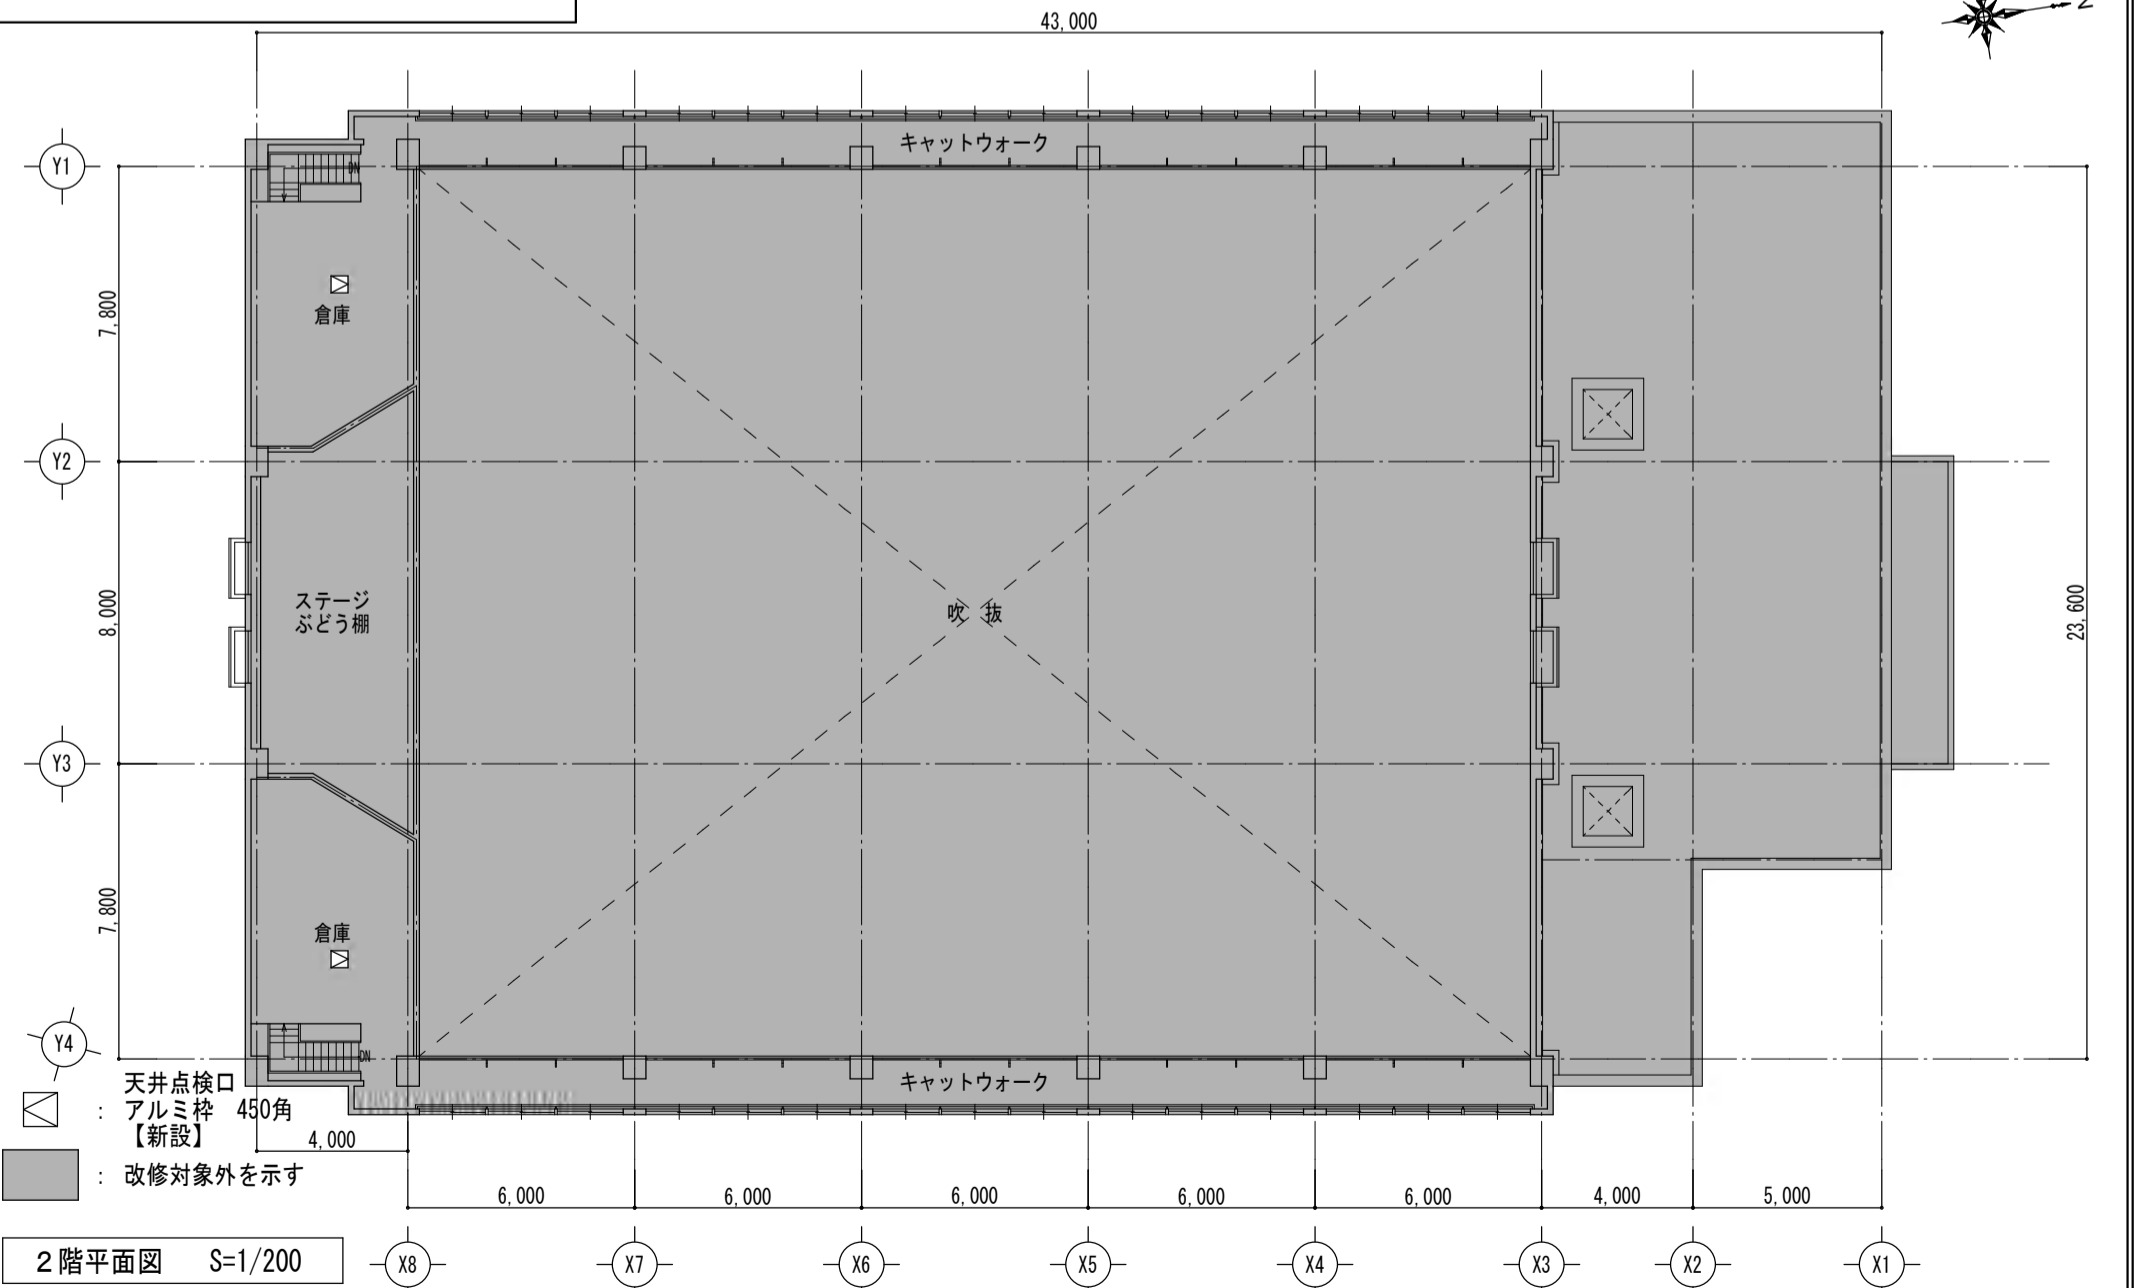 43,000
Z
キャットウォーク
Y1
DN
7,800
倉庫
Y2
ステージ
ぶどう棚
8,000
吹 抜
23,600
Y3
7,800
倉庫
Y4
DN
キャットウォーク
天井点検口
: アルミ枠 450角
【新設】
4,000
: 改修対象外を示す
6,000 6,000 6,000 6,000 6,000 4,000 5,000
2階平面図 S=1/200
X8 X7 X6 X5 X4 X3 X2 X1